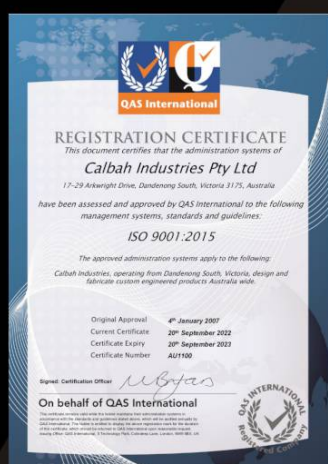 QAS International
REGISTRATION CERTIFICATE
This document certifies that the administration systems of
Calbah Industries Pty Ltd
17-29 Arkwright Drive, Dandenong South, Victoria 3175, Australia
have been assessed and approved by QAS International to the following
management systems, standards and guidelines:
ISO 9001:2015
The approved administration systems apply to the following:
Calbah Industries, operating from Dandenong South, Victoria, design and
fabricate custom engineered products Australia wide.
Original Approval 4th January 2007
Current Certificate 20th September 2022
Certificate Expiry 20th September 2023
Certificate Number AU100
Signed: Certification Officer
On behalf of QAS International
QAS INTERNATIONAL
Registered Company